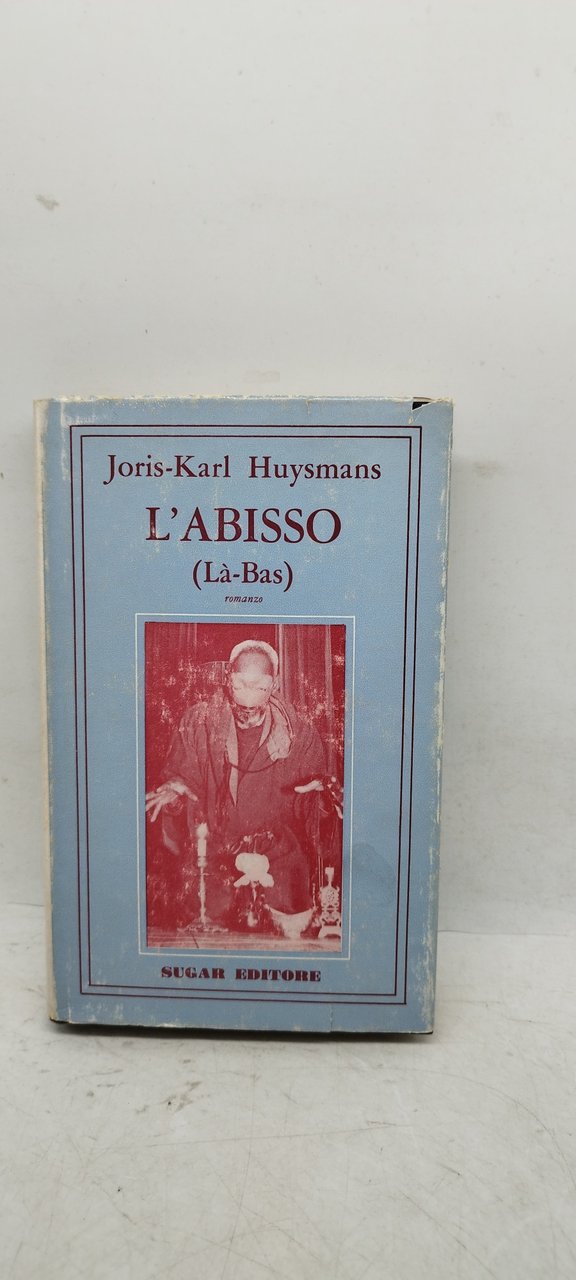 Joris-Karl Huysmans
L'ABISSO
(Là-Bas)
romanzo
SUGAR EDITORE